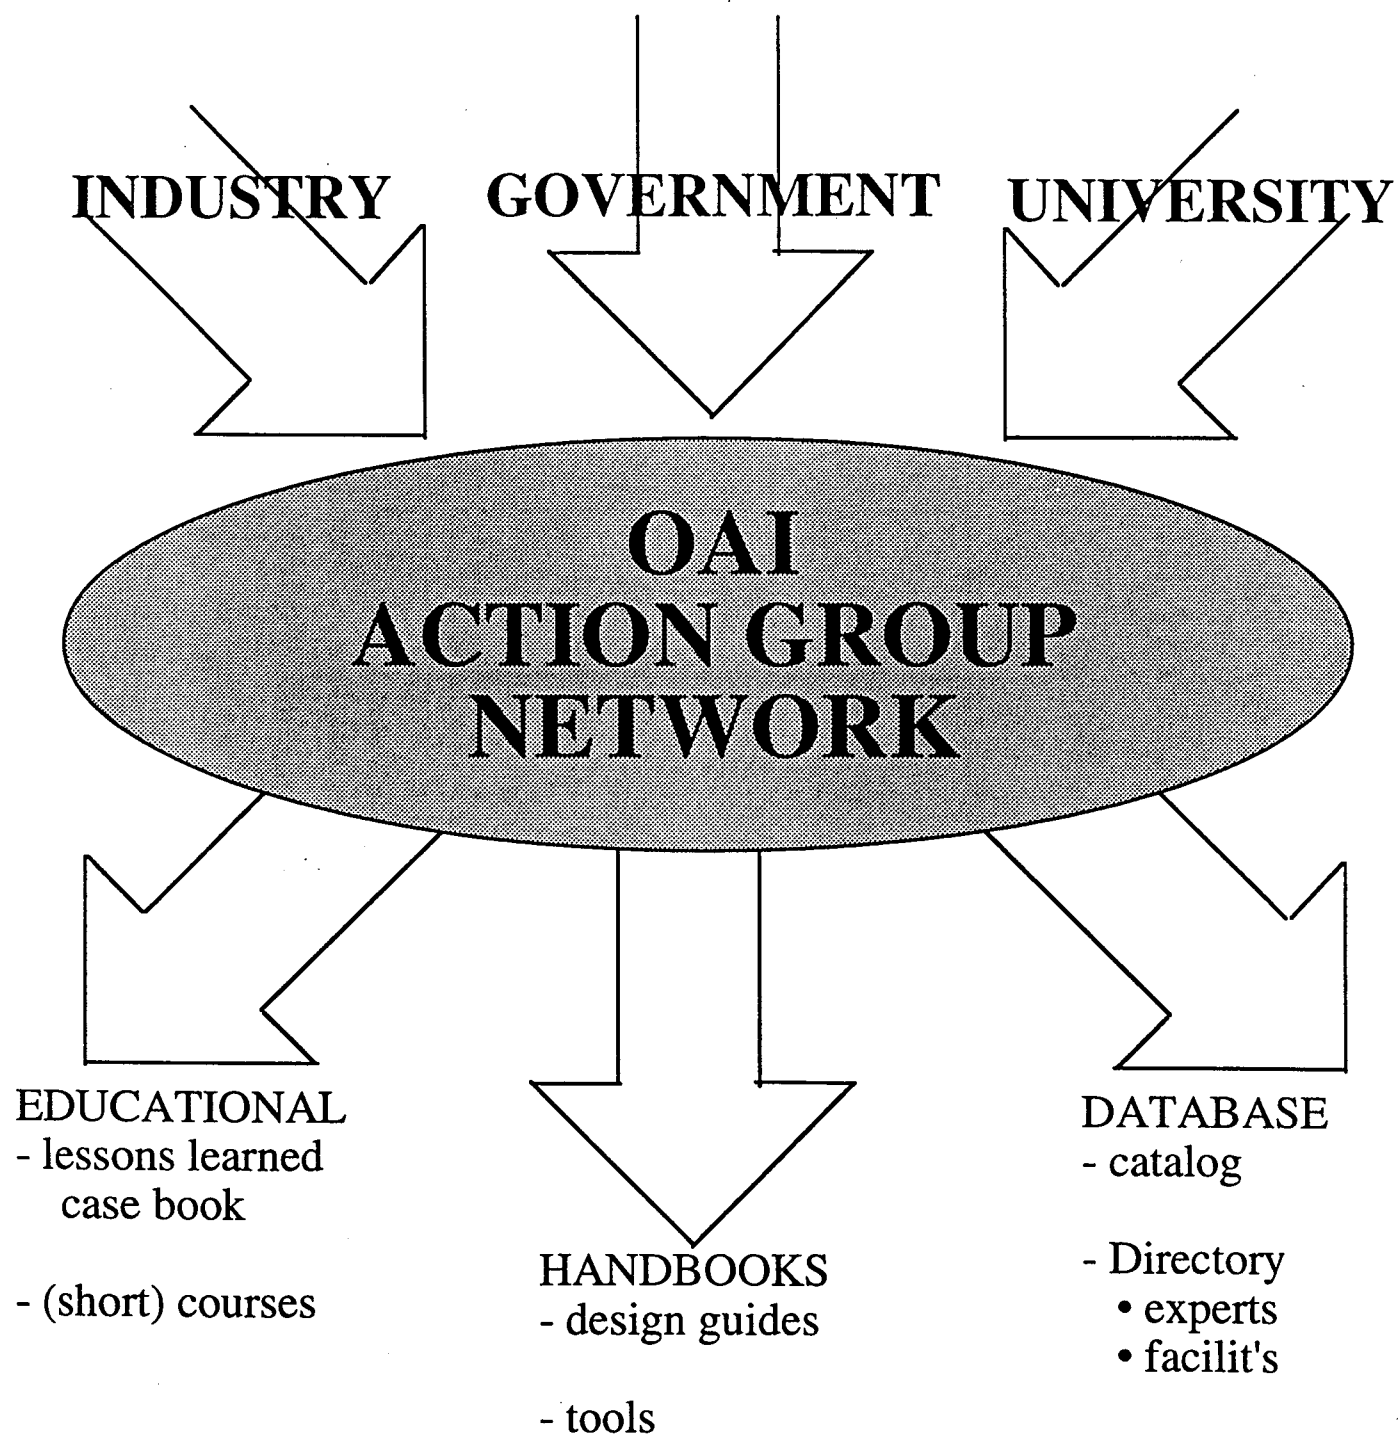 INDUSTRY
GOVERNMENT
UNIVERSITY
OAI
ACTION GROUP
NETWORK
EDUCATIONAL
- lessons learned
case book
- (short) courses
HANDBOOKS
- design guides
- tools
DATABASE
- catalog
- Directory
• experts
• facilit's